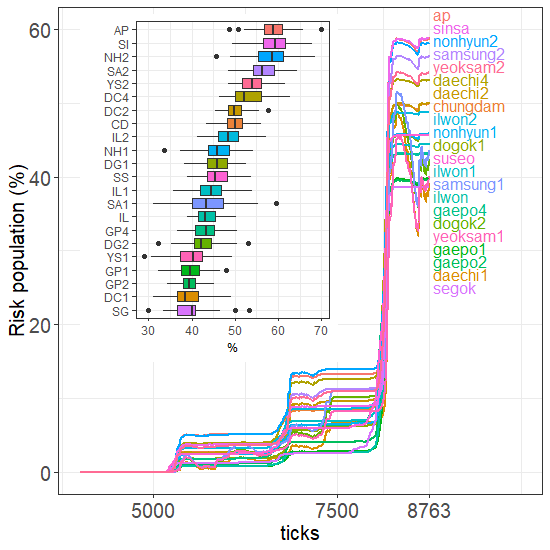 60
40
20
0
Risk population (%)
AP
SI
NH2
SA2
YS2
DC4
DC2
CD
IL2
NH1
DG1
SS
IL1
SA1
IL
GP4
DG2
YS1
GP1
GP2
DC1
SG
30 40 50 60 70
%
ap
sinsa
nonhyun2
samsung2
yeoksam2
daechi4
daechi2
chungdam
ilwon2
nonhyun1
dogok1
suseo
ilwon1
samsung1
ilwon
gaepo4
dogok2
yeoksam1
gaepo1
gaepo2
daechi1
segok
5000 7500 8763
ticks